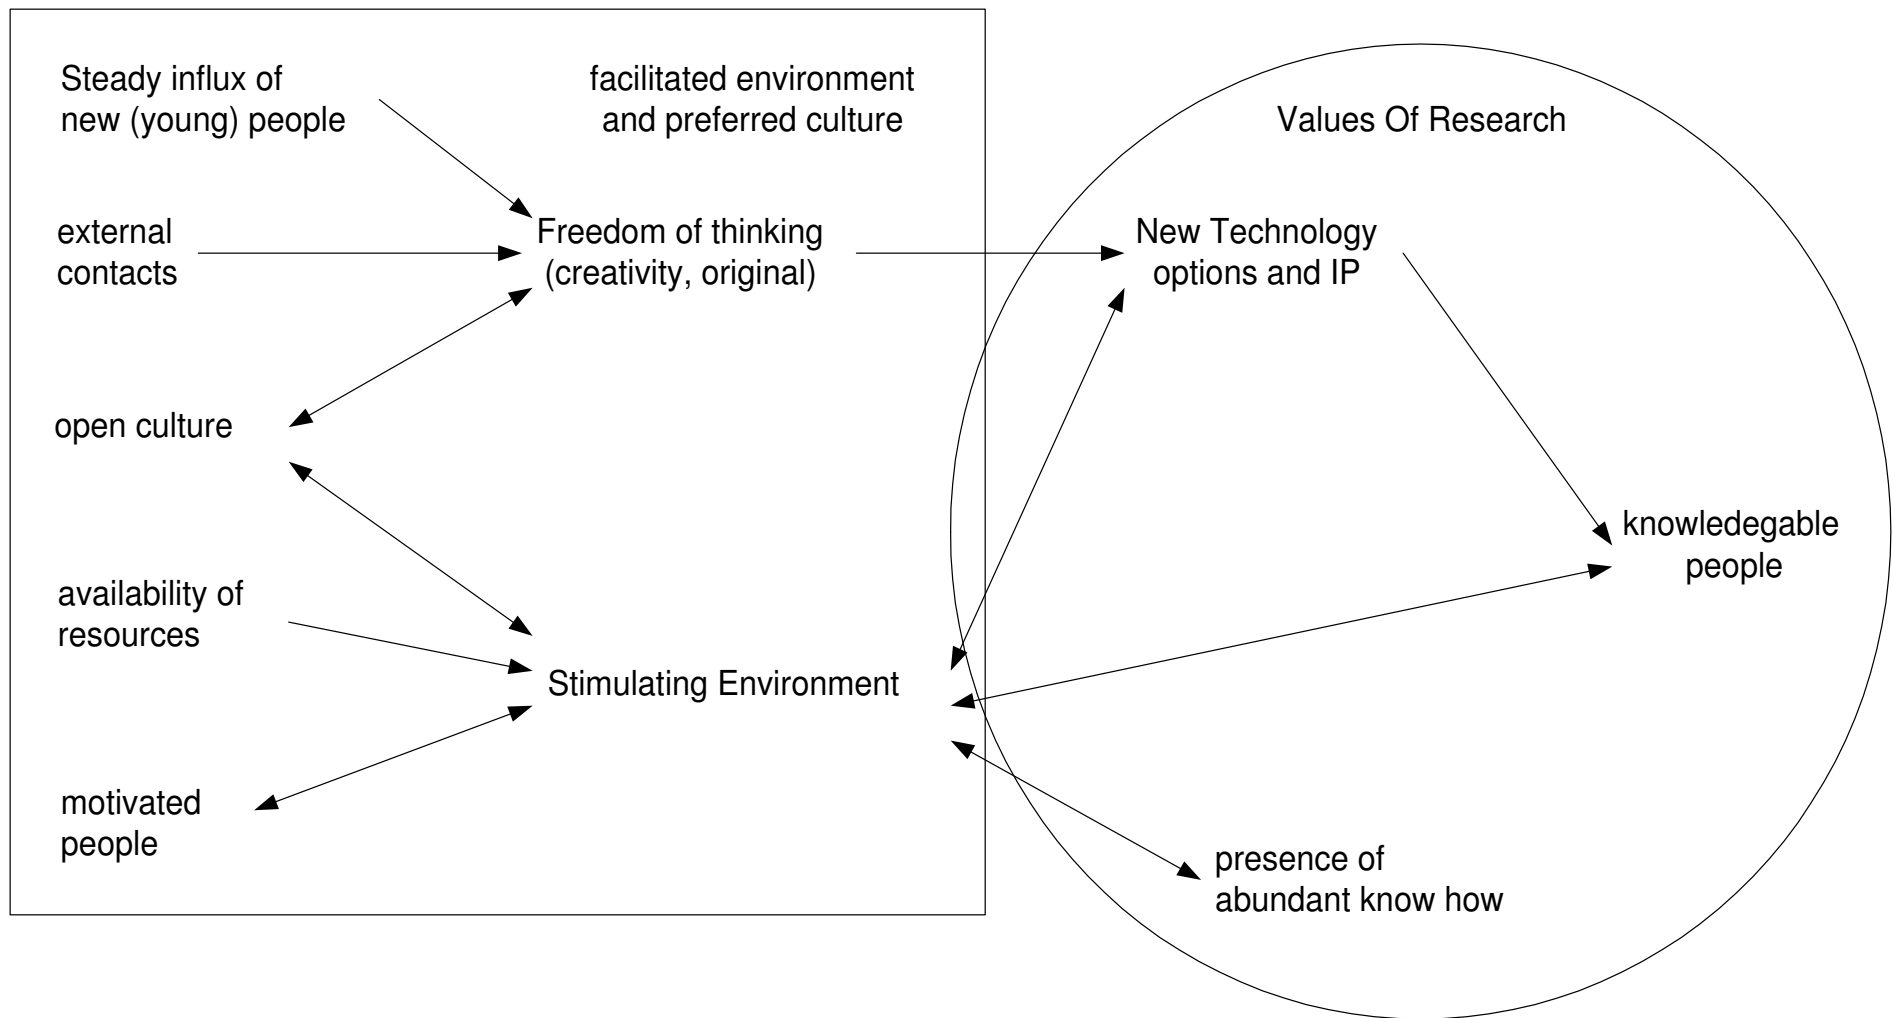 Steady influx of
new (young) people
facilitated environment
and preferred culture
Values Of Research
external
contacts
Freedom of thinking
(creativity, original)
New Technology
options and IP
open culture
knowledegable
people
availability of
resources
Stimulating Environment
motivated
people
presence of
abundant know how